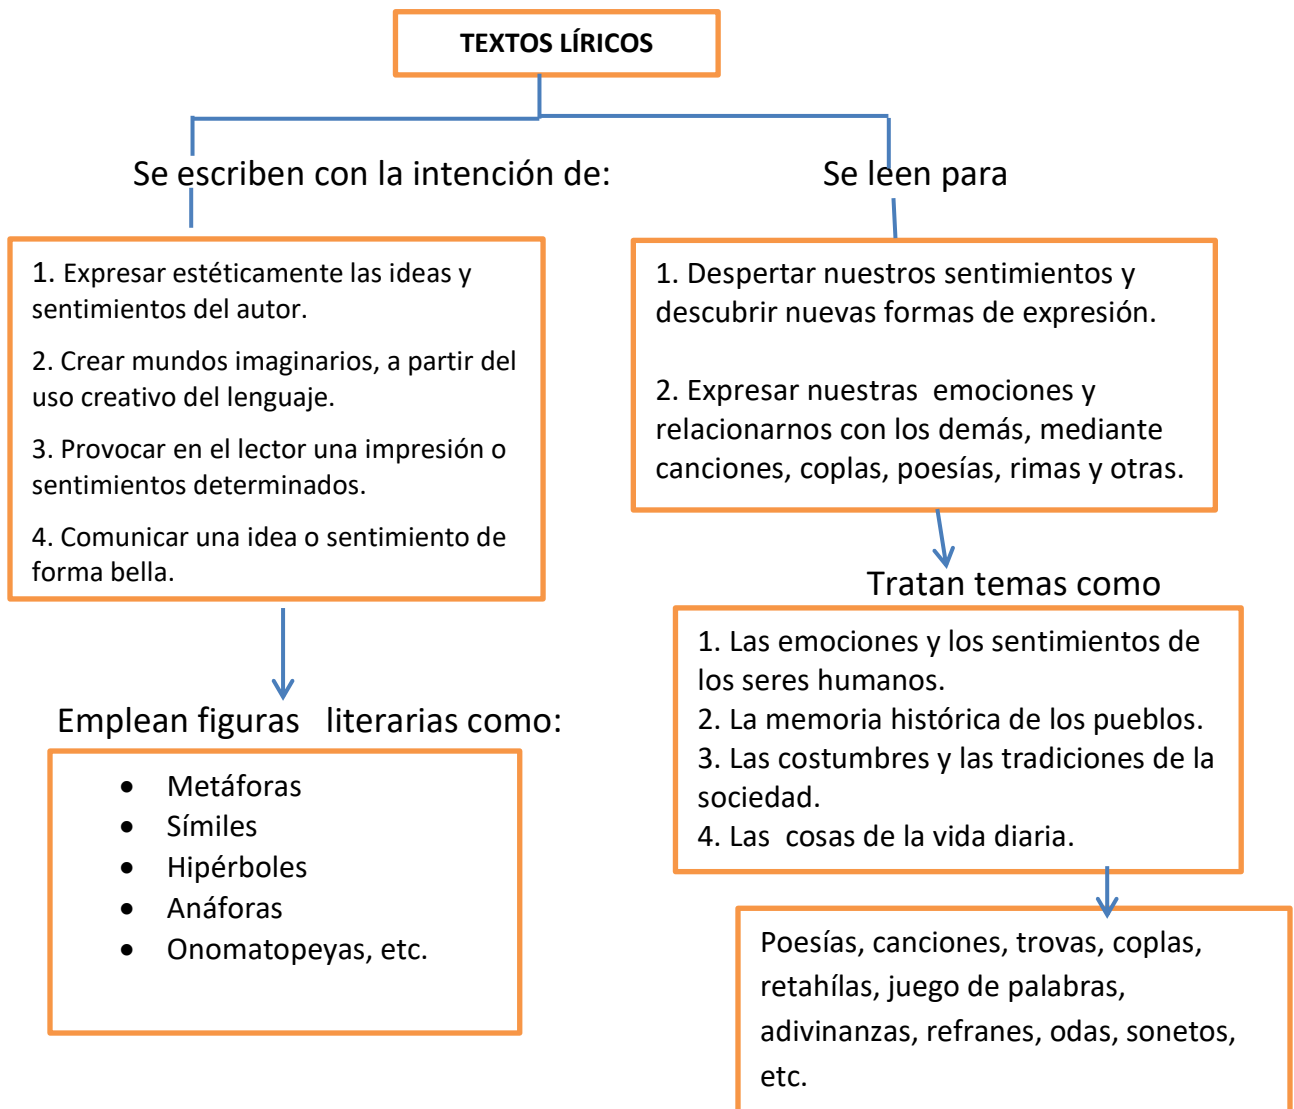 TEXTOS LÍRICOS
Se escriben con la intención de:
1. Expresar estéticamente las ideas y
sentimientos del autor.
2. Crear mundos imaginarios, a partir del
uso creativo del lenguaje.
3. Provocar en el lector una impresión o
sentimientos determinados.
4. Comunicar una idea o sentimiento de
forma bella.
Emplean figuras literarias como:
• Metáforas
• Símiles
• Hipérboles
• Anáforas
• Onomatopeyas, etc.
Se leen para
1. Despertar nuestros sentimientos y
descubrir nuevas formas de expresión.
2. Expresar nuestras emociones y
relacionarnos con los demás, mediante
canciones, coplas, poesías, rimas y otras.
Tratan temas como
1. Las emociones y los sentimientos de
los seres humanos.
2. La memoria histórica de los pueblos.
3. Las costumbres y las tradiciones de la
sociedad.
4. Las cosas de la vida diaria.
Poesías, canciones, trovas, coplas,
retahílas, juego de palabras,
adivinanzas, refranes, odas, sonetos,
etc.